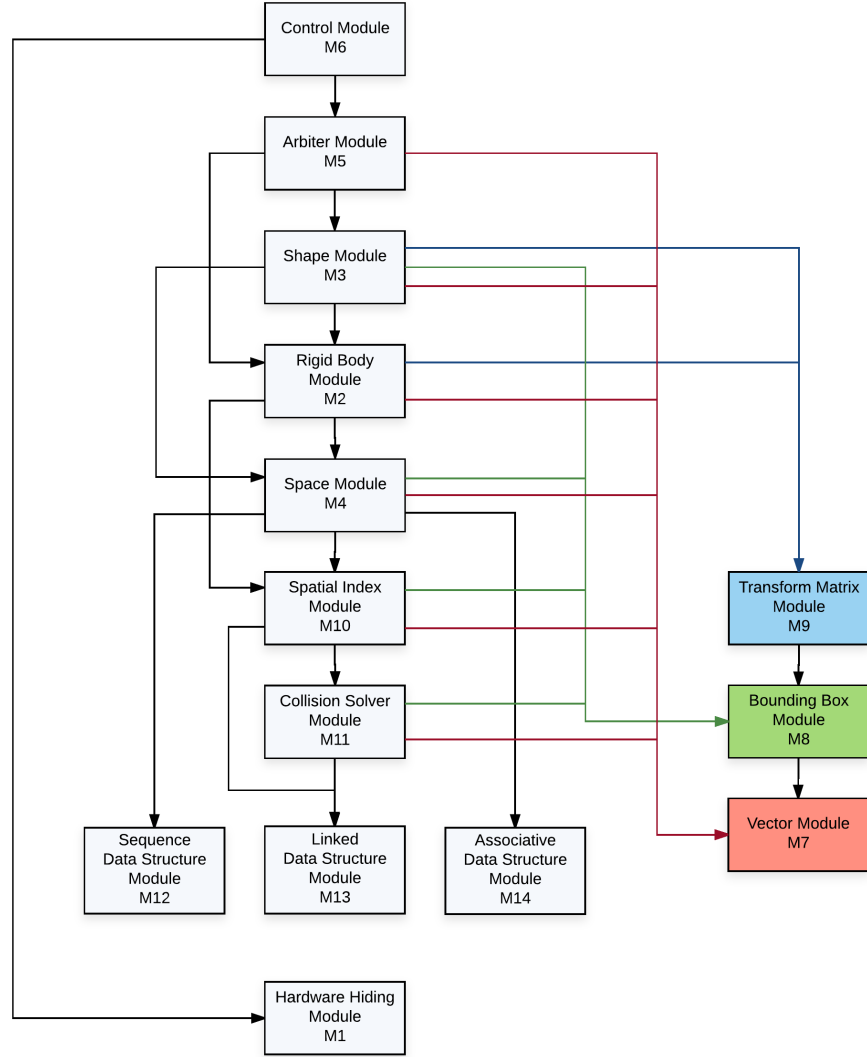 Control Module
M6
Arbiter Module
M5
Shape Module
M3
Rigid Body
Module
M2
Space Module
M4
Spatial Index
Module
M10
Transform Matrix
Module
M9
Collision Solver
Module
M11
Bounding Box
Module
M8
Vector Module
M7
Sequence
Data Structure
Module
M12
Linked
Data Structure
Module
M13
Associative
Data Structure
Module
M14
Hardware Hiding
Module
M1